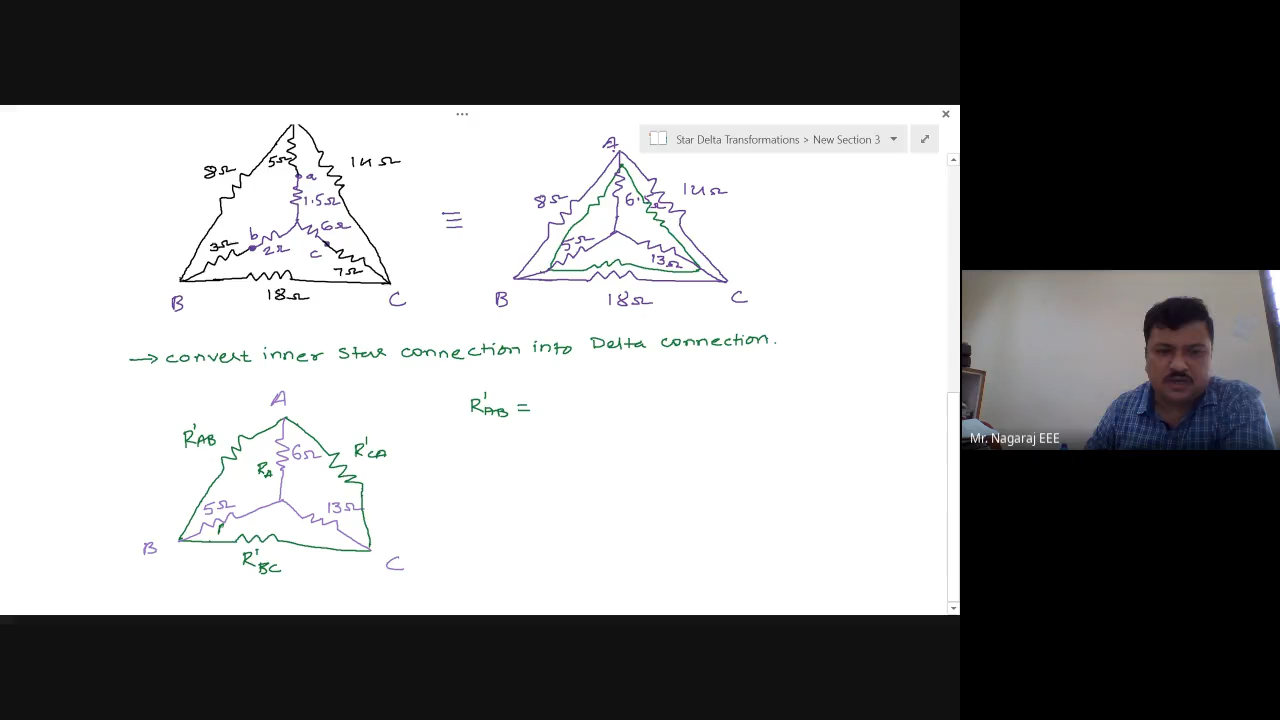 Star Delta Transformations > New Section 3
8Ω 5Ω a 14Ω
1.5Ω
b 6Ω
3Ω 2Ω c 7Ω
18Ω
B C
≡
A
8Ω 14Ω
5Ω 13Ω
B 18Ω C
→ convert inner star connection into Delta connection.
A
R'AB 6Ω R'CA
RA
5Ω 13Ω
B R'BC C
R'AB =
Mr. Nagaraj EEE